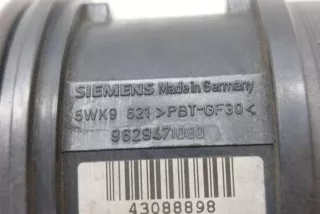 SIEMENS Made in Germany
5WK9 621 >PBT-GF30<
9629471080
43088898